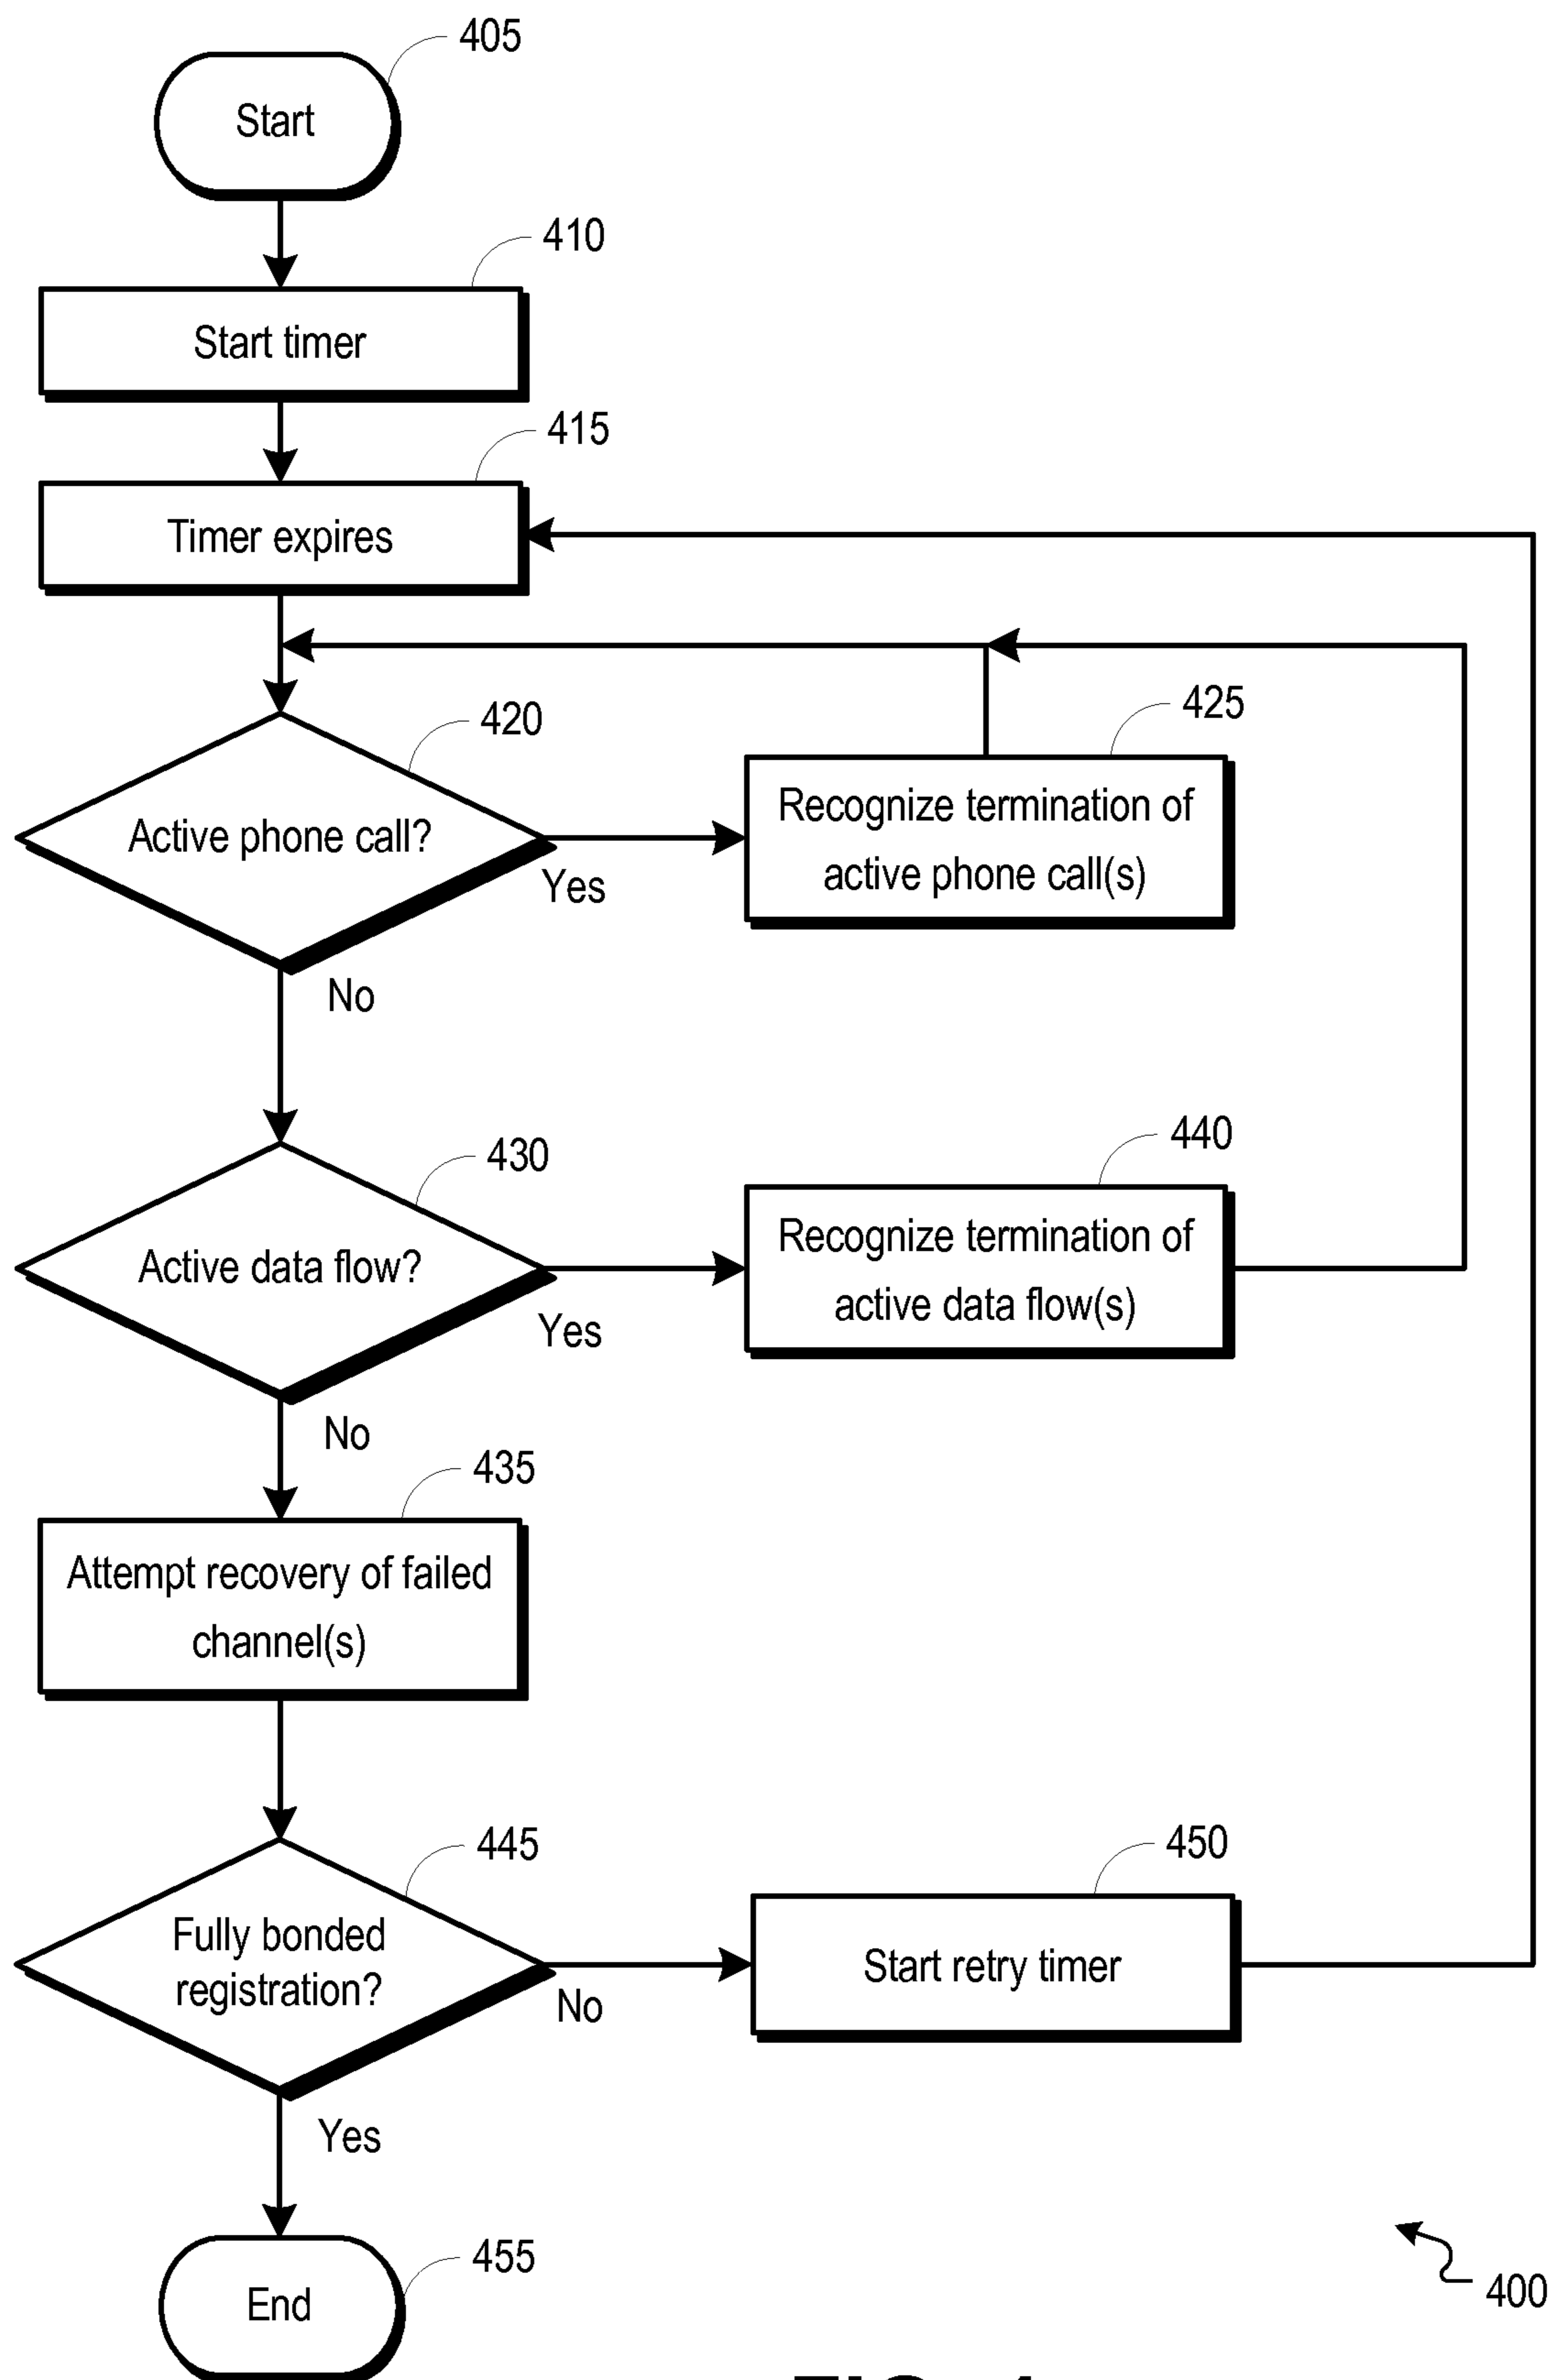 405
Start
410
Start timer
415
Timer expires
420
Active phone call?
Yes
No
425
Recognize termination of
active phone call(s)
430
Active data flow?
Yes
No
440
Recognize termination of
active data flow(s)
435
Attempt recovery of failed
channel(s)
445
Fully bonded
registration?
No
Yes
450
Start retry timer
455
End
400